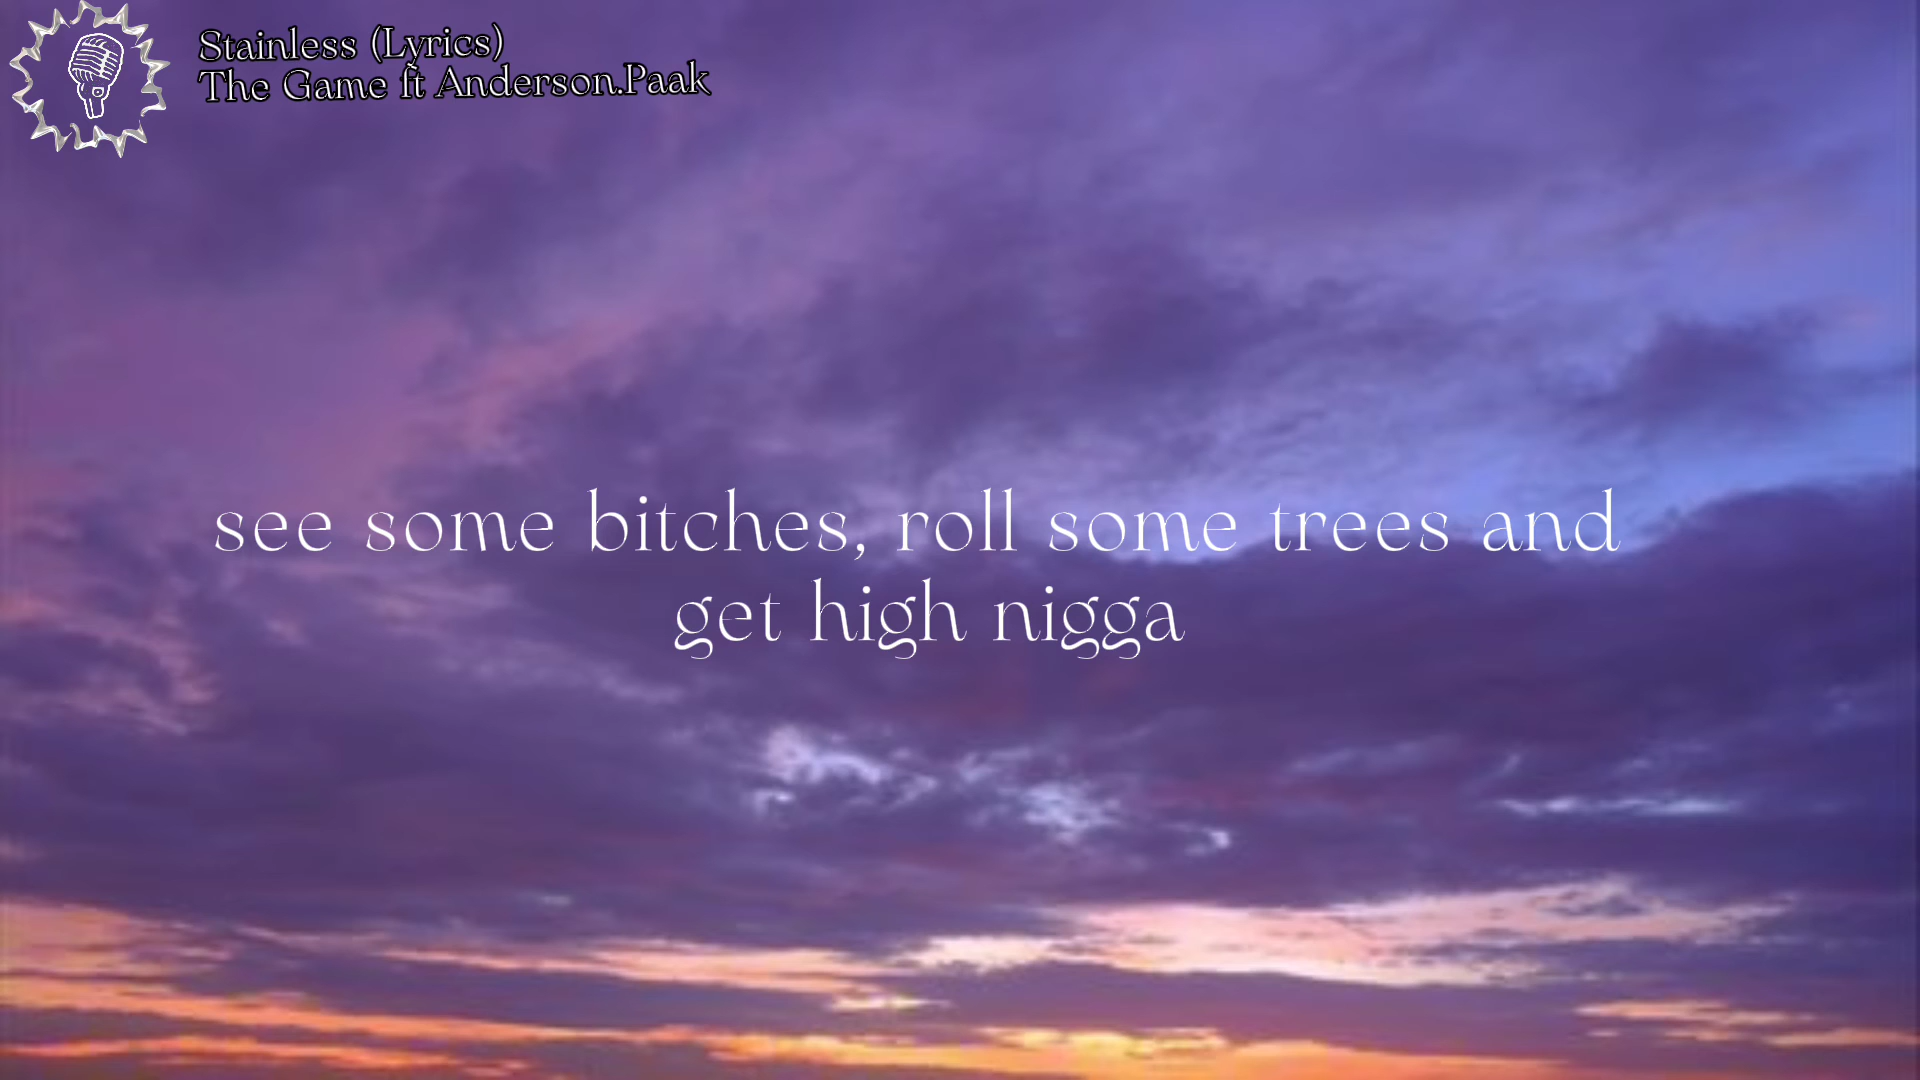 Stainless (Lyrics)
The Game ft Anderson.Paak
see some bitches, roll some trees and
get high nigga